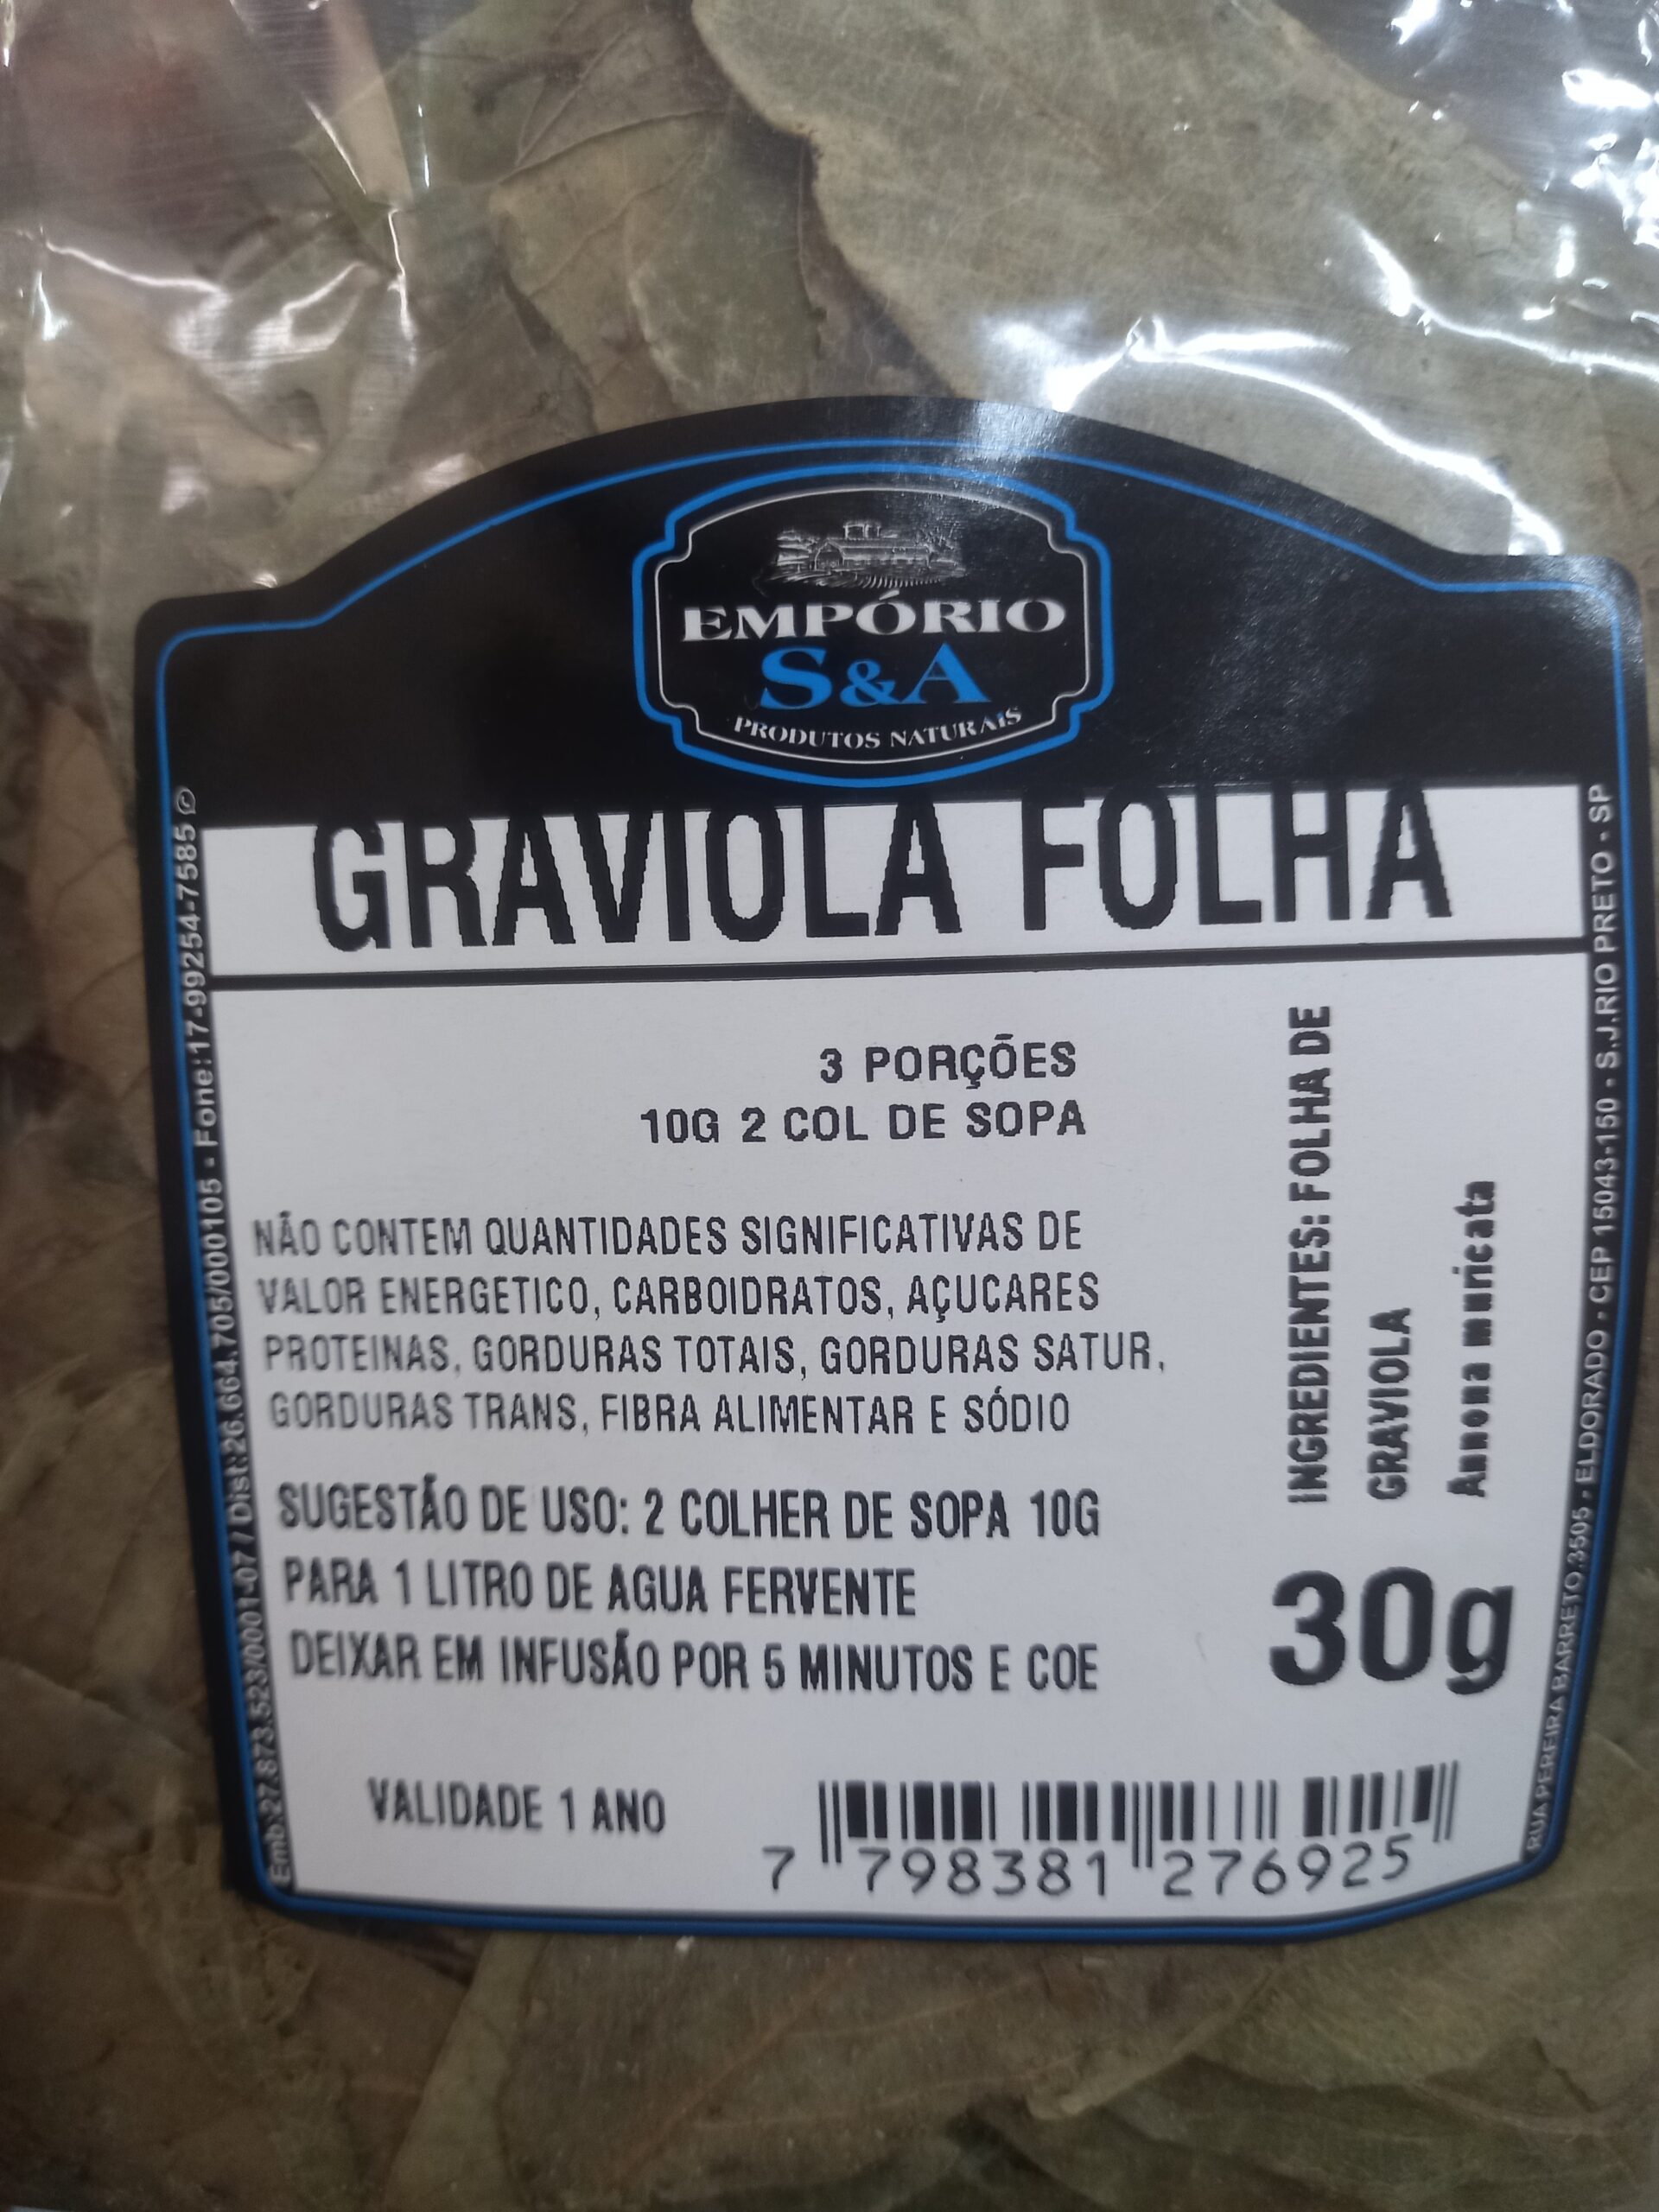 EMPÓRIO
S&A
PRODUTOS NATURAIS
GRAVIOLA FOLHA
3 PORÇÕES
10G 2 COL DE SOPA
NÃO CONTEM QUANTIDADES SIGNIFICATIVAS DE
VALOR ENERGETICO, CARBOIDRATOS, AÇUCARES
PROTEINAS, GORDURAS TOTAIS, GORDURAS SATUR.
GORDURAS TRANS, FIBRA ALIMENTAR E SÓDIO
SUGESTÃO DE USO: 2 COLHER DE SOPA 10G
PARA 1 LITRO DE AGUA FERVENTE
DEIXAR EM INFUSÃO POR 5 MINUTOS E COE
VALIDADE 1 ANO
INGREDIENTES: FOLHA DE
GRAVIOLA
Annona muricata
30g
7 798381 276925
Emb:27.873.523/0001-07 / Dist:26.664.705/000105 - Fone:17-99254-7585
RUA PEREIRA BARRETO,3505 - ELDORADO - CEP 15043-150 - S.J.RIO PRETO - SP